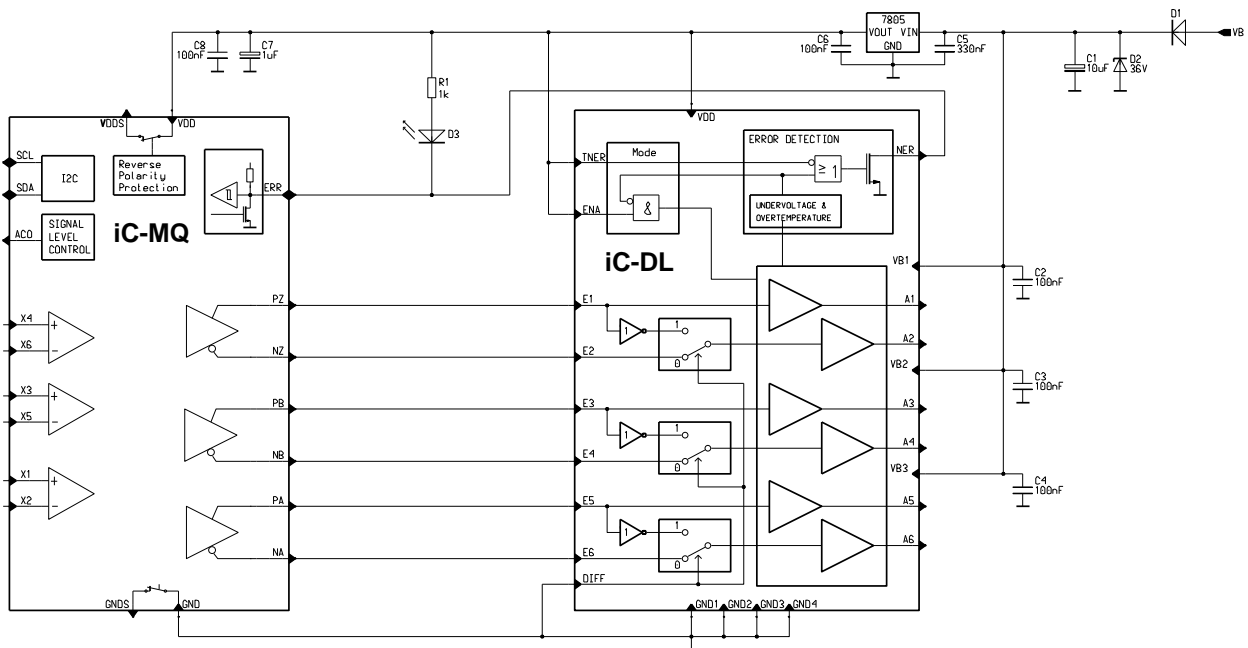 D1
7805
VOUT VIN
GND
VB
C8
100nF
C7
1uF
C6
100nF
C5
330nF
C1
10uF
D2
36V
R1
1k
D3
VDDS
VDD
SCL
SDA
I2C
Reverse
Polarity
Protection
ERR
ACO
SIGNAL
LEVEL
CONTROL
iC-MQ
X4
X6
X3
X5
X1
X2
PZ
NZ
PB
NB
PA
NA
GNDS
GND
VDD
TNER
ENA
Mode
&
ERROR DETECTION
≥ 1
NER
UNDERVOLTAGE &
OVERTEMPERATURE
iC-DL
E1
E2
E3
E4
E5
E6
DIFF
1
1
0
1
1
0
1
1
0
VB1
A1
A2
VB2
A3
A4
VB3
A5
A6
C2
100nF
C3
100nF
C4
100nF
GND1
GND2
GND3
GND4